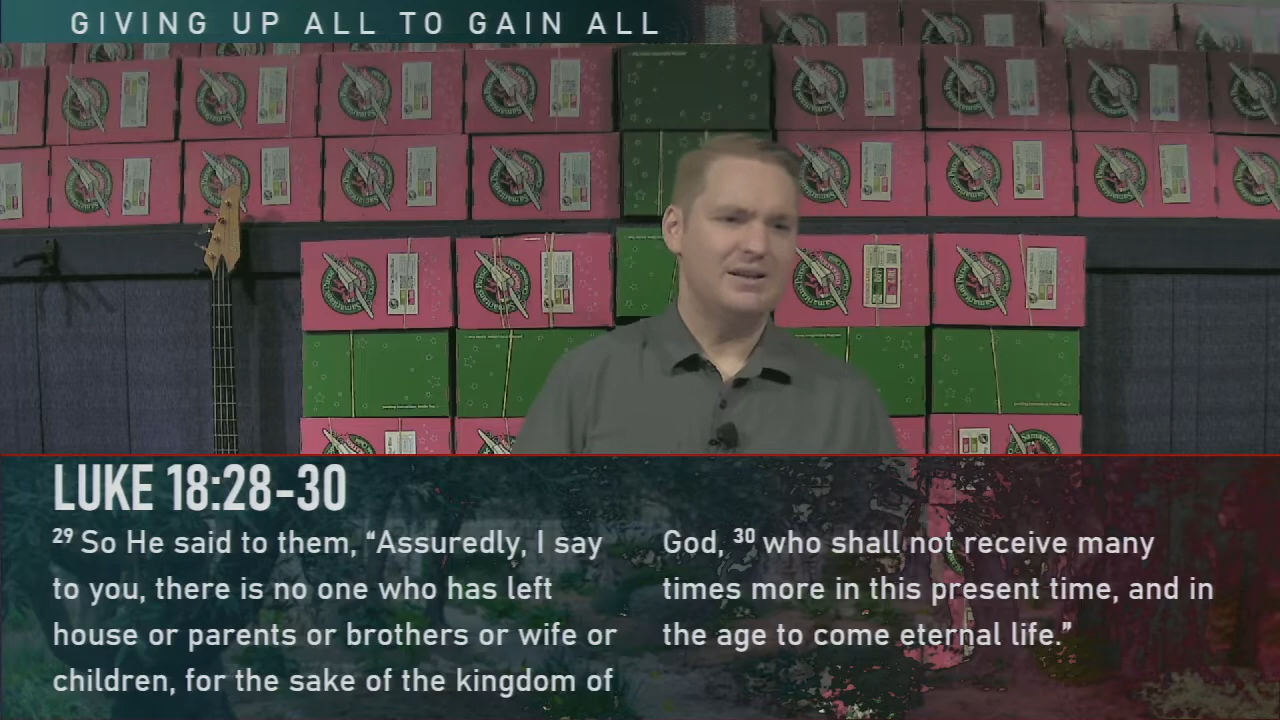 GIVING UP ALL TO GAIN ALL
LUKE 18:28-30
29 So He said to them, “Assuredly, I say
to you, there is no one who has left
house or parents or brothers or wife or
children, for the sake of the kingdom of
God, 30 who shall not receive many
times more in this present time, and in
the age to come eternal life.”